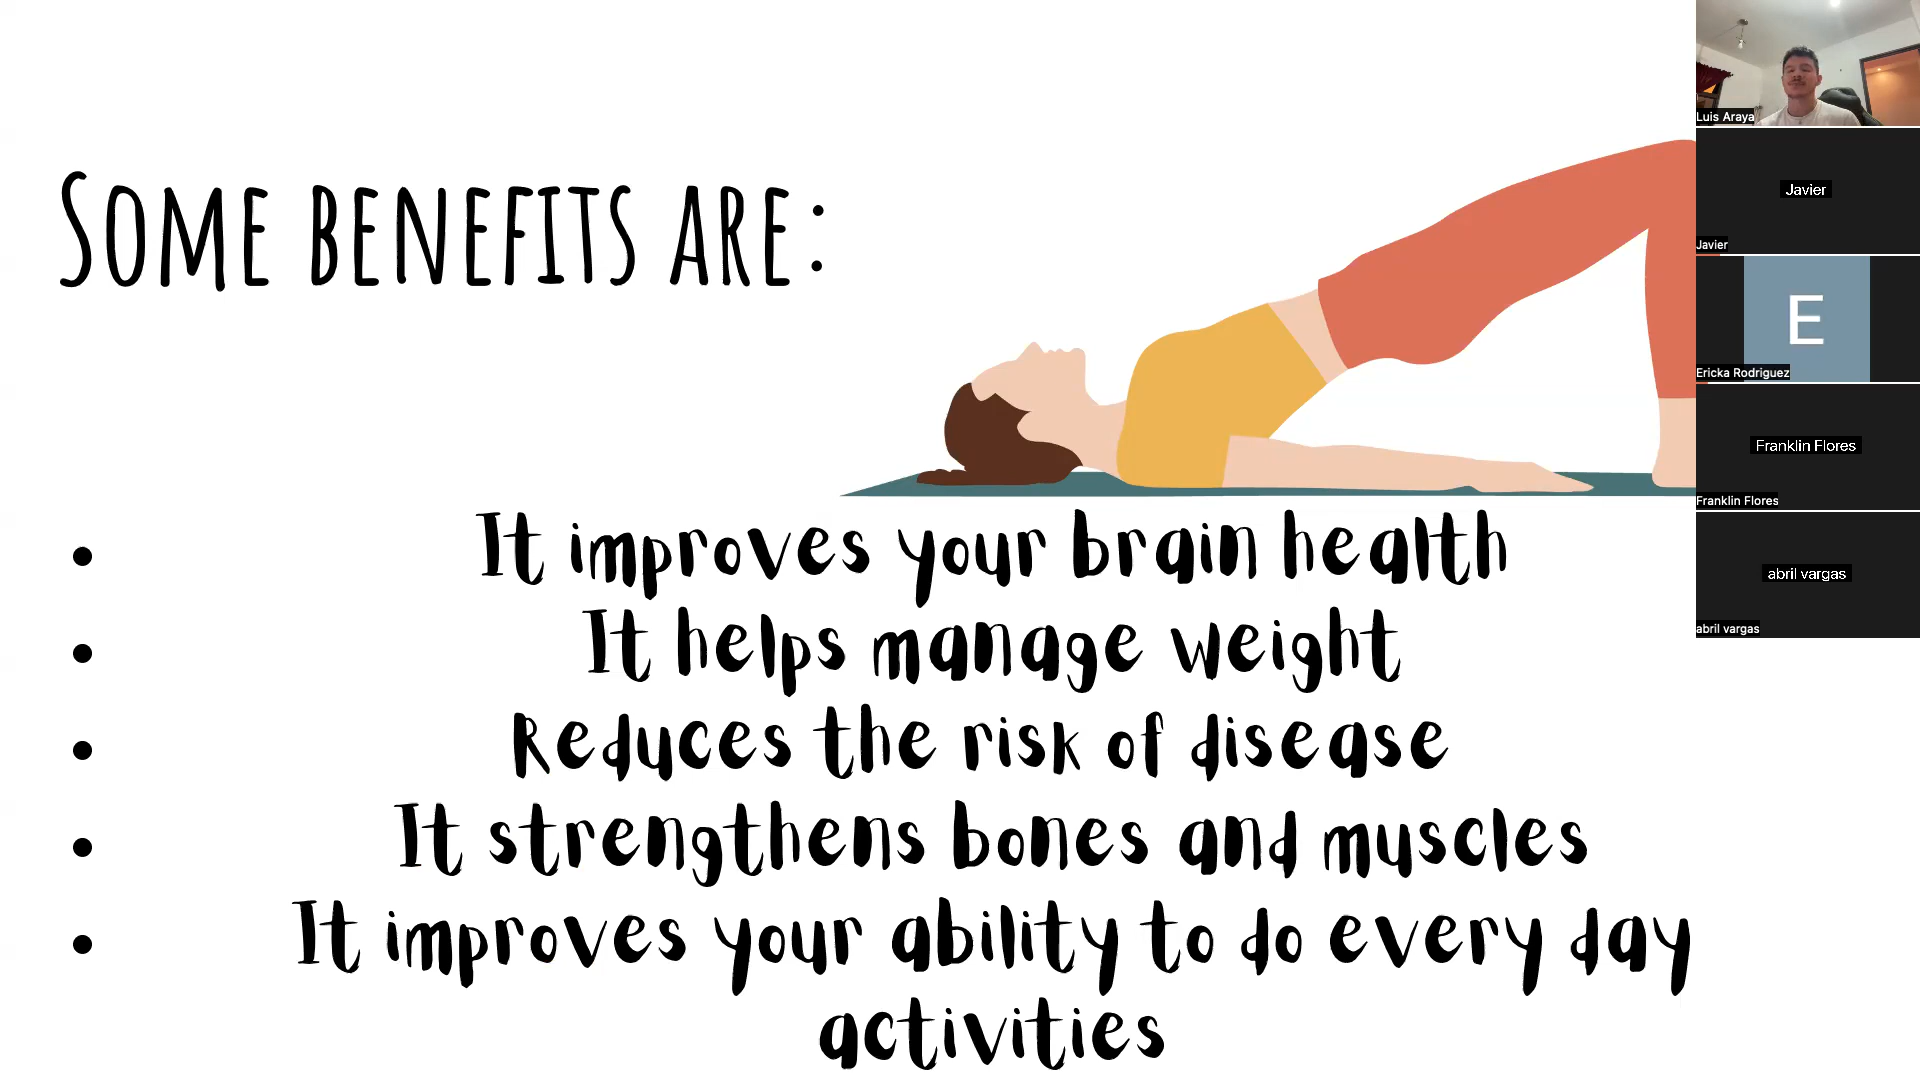 Some benefits are:
It improves your brain health
It helps manage weight
Reduces the risk of disease
It strengthens bones and muscles
It improves your ability to do every day
activities
Luis Araya
Javier
Javier
E
Ericka Rodriguez
Franklin Flores
Franklin Flores
abril vargas
abril vargas